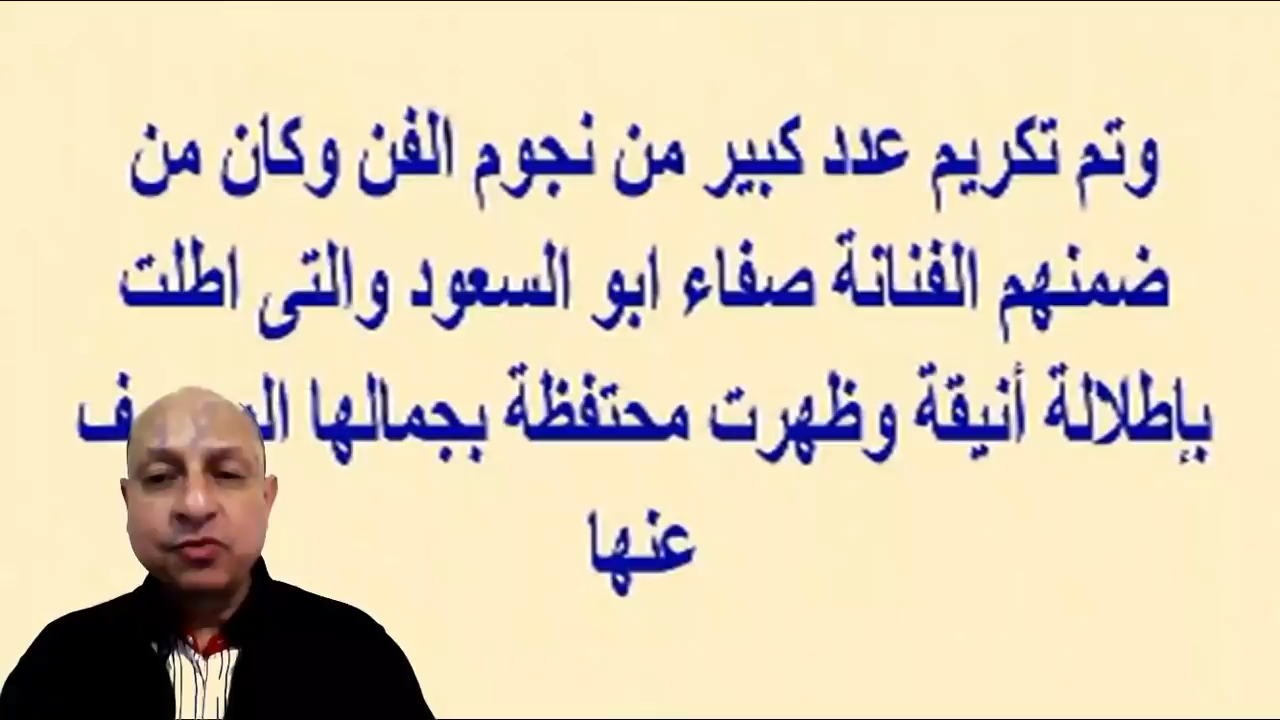 وتم تكريم عدد كبير من نجوم الفن وكان من
ضمنهم الفنانة صفاء ابو السعود والتى اطلت
بإطلالة أنيقة وظهرت محتفظة بجمالها
عنها